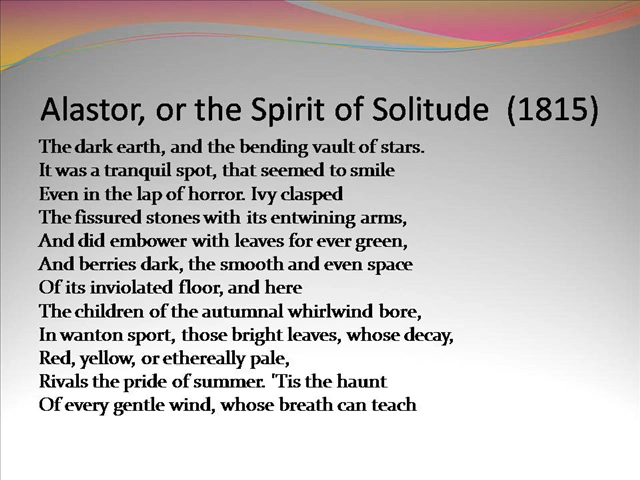 Alastor, or the Spirit of Solitude (1815)
The dark earth, and the bending vault of stars.
It was a tranquil spot, that seemed to smile
Even in the lap of horror. Ivy clasped
The fissured stones with its entwining arms,
And did embower with leaves for ever green,
And berries dark, the smooth and even space
Of its inviolated floor, and here
The children of the autumnal whirlwind bore,
In wanton sport, those bright leaves, whose decay,
Red, yellow, or ethereally pale,
Rivals the pride of summer. 'Tis the haunt
Of every gentle wind, whose breath can teach